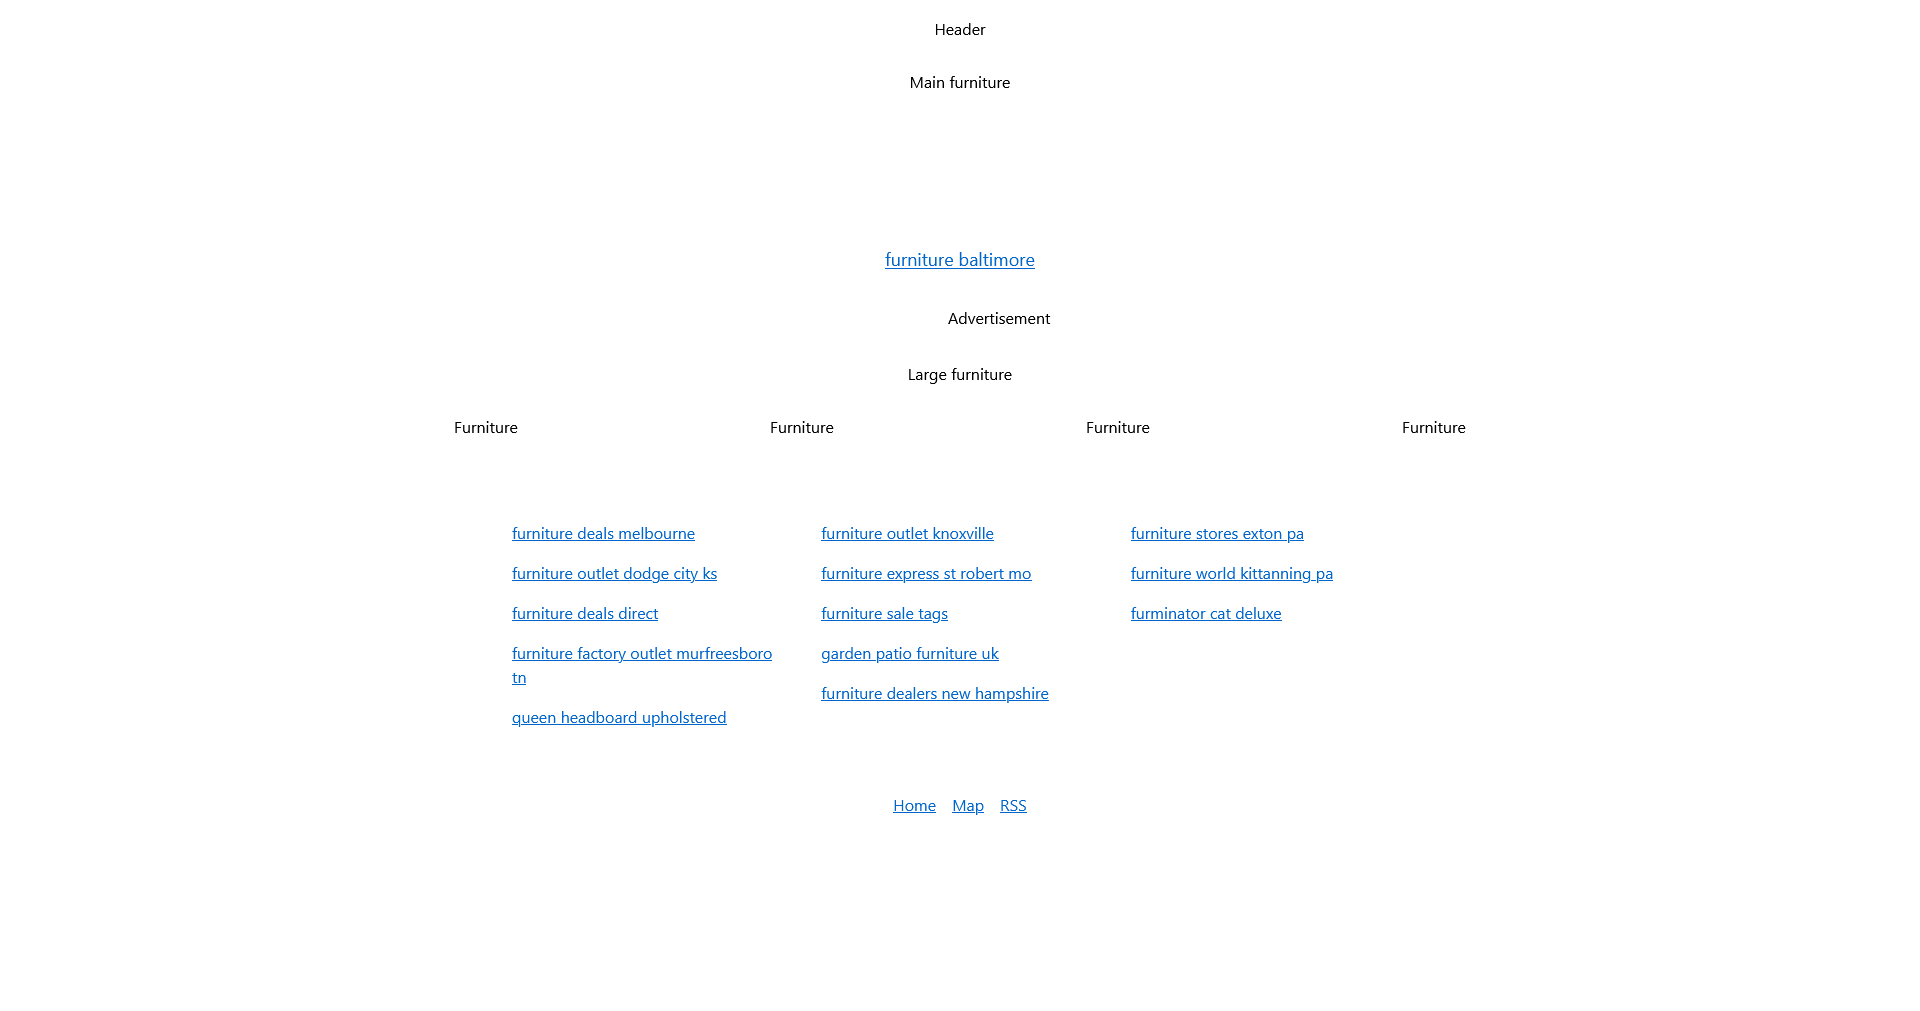 Header
Main furniture
furniture baltimore
Advertisement
Large furniture
Furniture
Furniture
Furniture
Furniture
furniture deals melbourne
furniture outlet dodge city ks
furniture deals direct
furniture factory outlet murfreesboro
tn
queen headboard upholstered
furniture outlet knoxville
furniture express st robert mo
furniture sale tags
garden patio furniture uk
furniture dealers new hampshire
furniture stores exton pa
furniture world kittanning pa
furminator cat deluxe
Home Map RSS